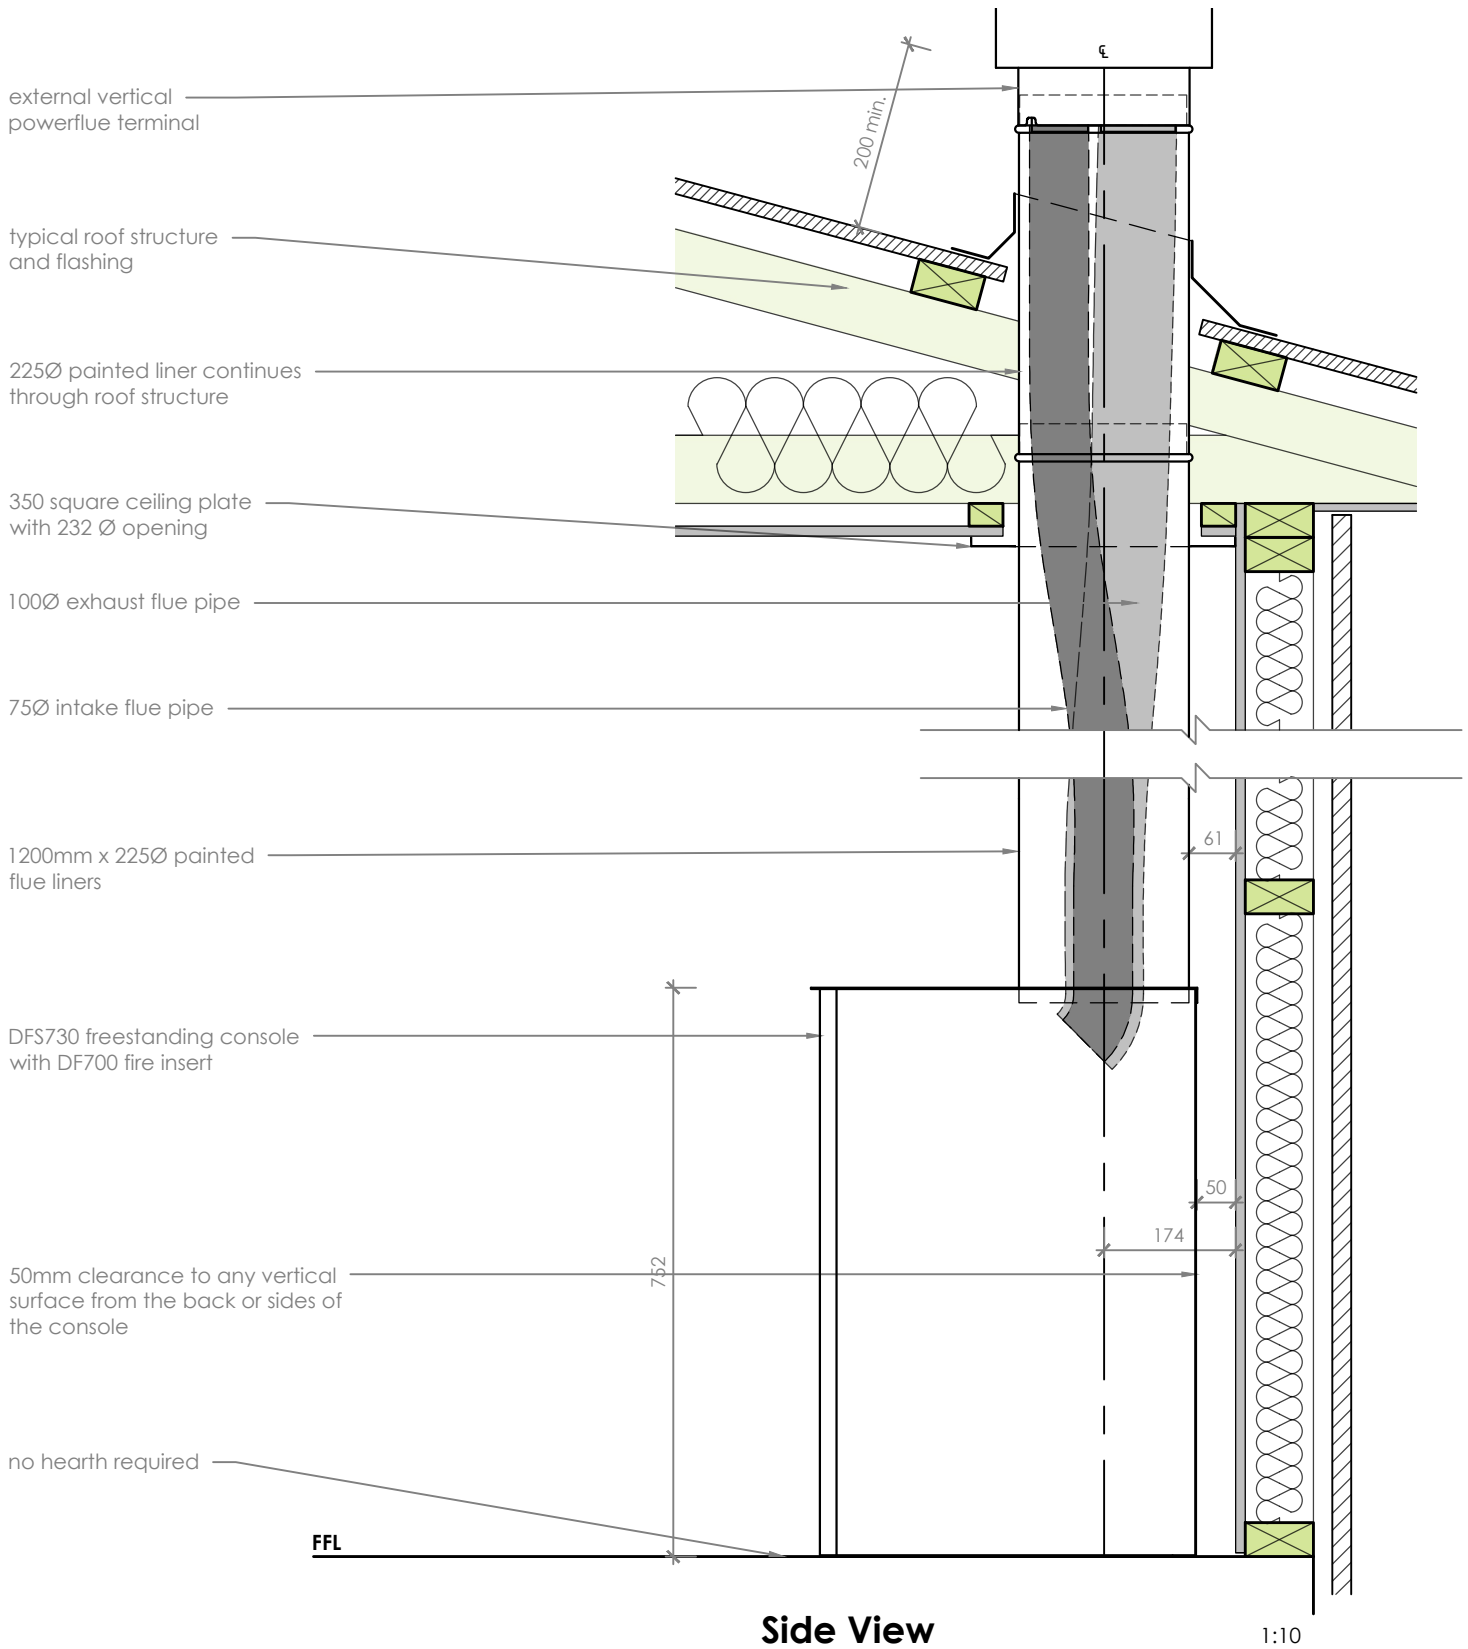 ℄
external vertical
powerflue terminal
200 min.
typical roof structure
and flashing
225Ø painted liner continues
through roof structure
350 square ceiling plate
with 232 Ø opening
100Ø exhaust flue pipe
75Ø intake flue pipe
61
1200mm x 225Ø painted
flue liners
DFS730 freestanding console
with DF700 fire insert
50
174
752
50mm clearance to any vertical
surface from the back or sides of
the console
no hearth required
FFL
Side View
1:10